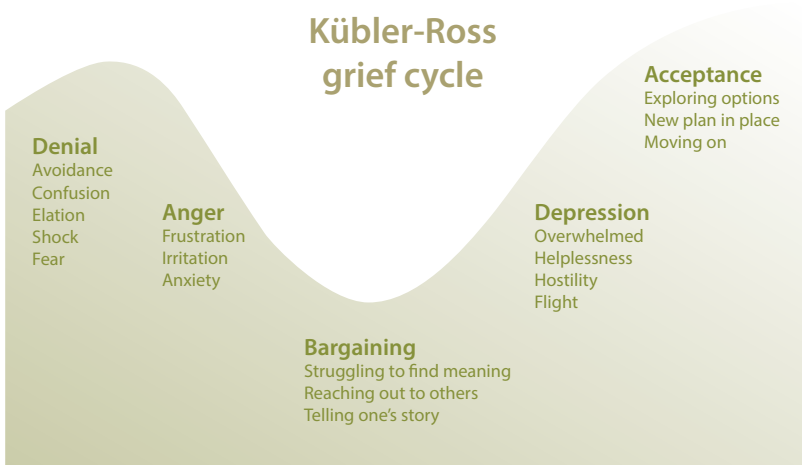 Kübler-Ross
grief cycle
Denial
Avoidance
Confusion
Elation
Shock
Fear
Anger
Frustration
Irritation
Anxiety
Bargaining
Struggling to find meaning
Reaching out to others
Telling one’s story
Depression
Overwhelmed
Helplessness
Hostility
Flight
Acceptance
Exploring options
New plan in place
Moving on